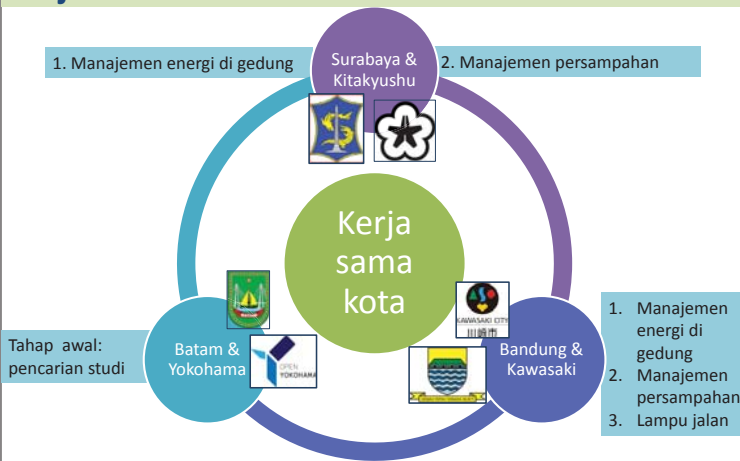 1. Manajemen energi di gedung
Surabaya &
Kitakyushu
2. Manajemen persampahan
Kerja
sama
kota
Tahap awal:
pencarian studi
Batam &
Yokohama
OPEN
YOKOHAMA
KAWASAKI CITY
川崎市
Bandung &
Kawasaki
1. Manajemen
energi di
gedung
2. Manajemen
persampahan
3. Lampu jalan